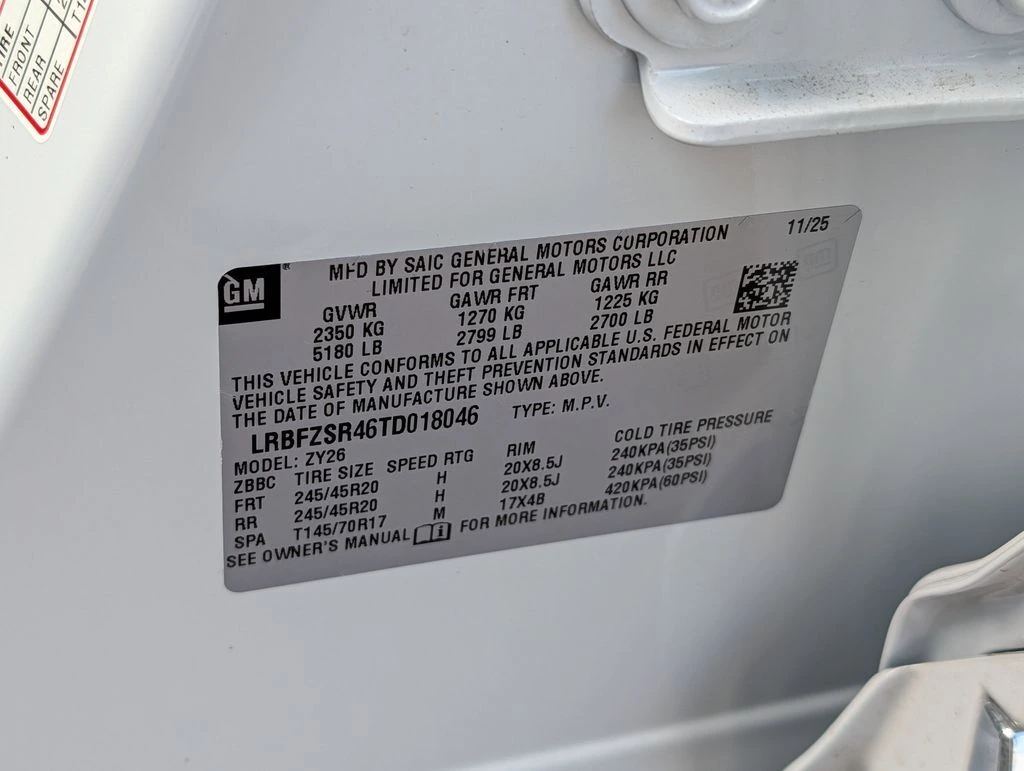 TIRE
FRONT
REAR
SPARE
GM
11/25
MFD BY SAIC GENERAL MOTORS CORPORATION
LIMITED FOR GENERAL MOTORS LLC
GVWR GAWR FRT GAWR RR
2350 KG 1270 KG 1225 KG
5180 LB 2799 LB 2700 LB
THIS VEHICLE CONFORMS TO ALL APPLICABLE U.S. FEDERAL MOTOR
VEHICLE SAFETY AND THEFT PREVENTION STANDARDS IN EFFECT ON
THE DATE OF MANUFACTURE SHOWN ABOVE.
LRBFZSR46TD018046 TYPE: M.P.V.
MODEL: ZY26
ZBBC TIRE SIZE SPEED RTG RIM COLD TIRE PRESSURE
FRT 245/45R20 H 20X8.5J 240KPA(35PSI)
RR 245/45R20 H 20X8.5J 240KPA(35PSI)
SPA T145/70R17 M 17X4B 420KPA(60PSI)
SEE OWNER'S MANUAL FOR MORE INFORMATION.